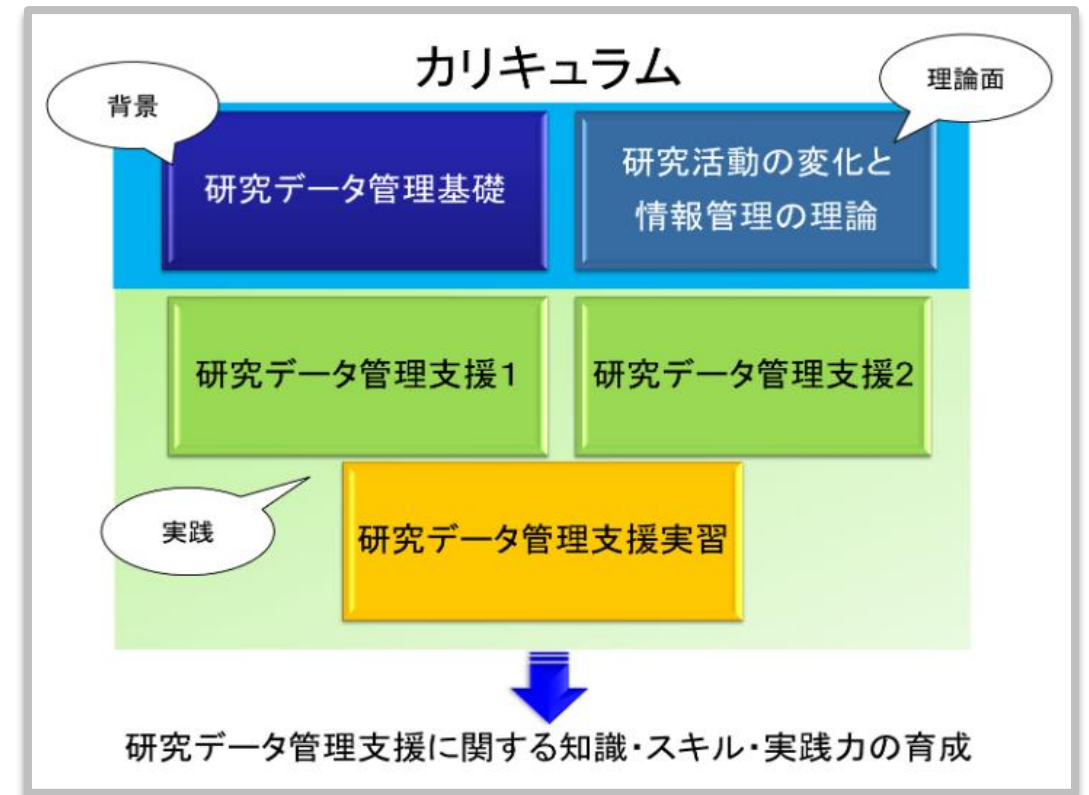 カリキュラム
背景
理論面
研究データ管理基礎
研究活動の変化と
情報管理の理論
研究データ管理支援1
研究データ管理支援2
実践
研究データ管理支援実習
研究データ管理支援に関する知識・スキル・実践力の育成